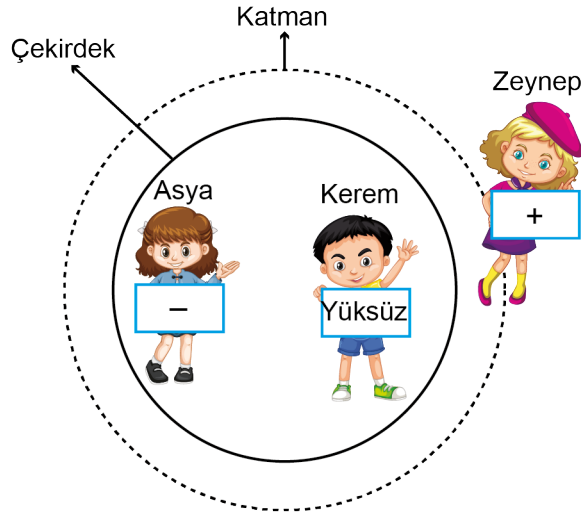 Katman
Çekirdek
Zeynep
Asya
Kerem
+
−
Yüksüz